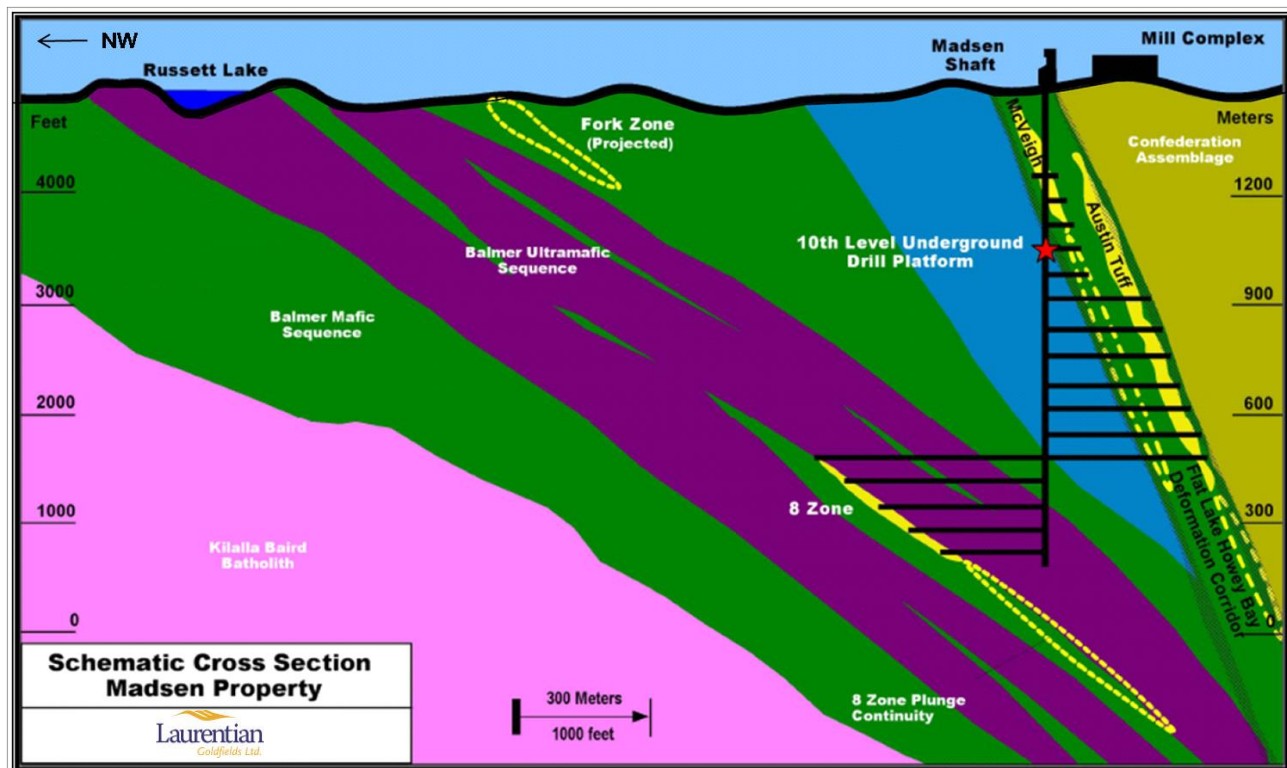 ← NW
Russett Lake
Madsen
Shaft
Mill Complex
Feet
Meters
Fork Zone
(Projected)
McVeigh
Confederation
Assemblage
4000
1200
Austin Tuff
10th Level Underground
Drill Platform
Balmer Ultramafic
Sequence
3000
900
Balmer Mafic
Sequence
2000
600
8 Zone
Flat Lake Howey Bay
Deformation Corridor
1000
300
Kilalla Baird
Batholith
0
0
Schematic Cross Section
Madsen Property
Laurentian
Goldfields Ltd.
300 Meters
1000 feet
8 Zone Plunge
Continuity